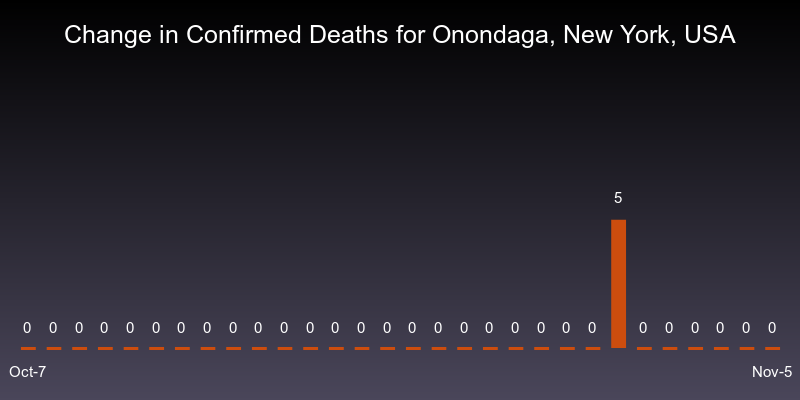 Change in Confirmed Deaths for Onondaga, New York, USA
5
0 0 0 0 0 0 0 0 0 0 0 0 0 0 0 0 0 0 0 0 0 0 0 0 0 0 0 0 0
Oct-7 Nov-5